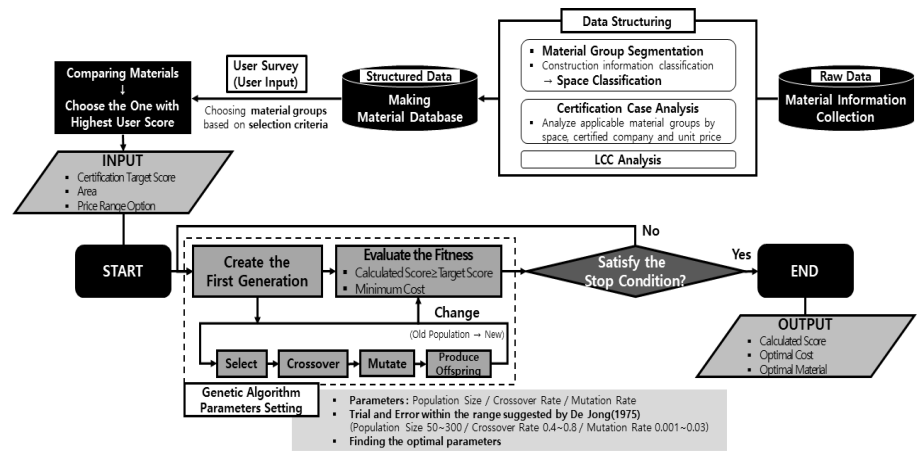 Data Structuring
▪ Material Group Segmentation
▪ Construction information classification
→ Space Classification
Certification Case Analysis
▪ Analyze applicable material groups by
space, certified company and unit price
LCC Analysis
Raw Data
Material Information
Collection
Structured Data
Making
Material Database
User Survey
(User Input)
Choosing material groups
based on selection criteria
Comparing Materials
↓
Choose the One with
Highest User Score
INPUT
▪ Certification Target Score
▪ Area
▪ Price Range Option
START
Create the
First Generation
Evaluate the Fitness
▪ Calculated Score≥Target Score
▪ Minimum Cost
Change
(Old Population → New)
Select
Crossover
Mutate
Produce
Offspring
Genetic Algorithm
Parameters Setting
No
Satisfy the
Stop Condition?
Yes
END
OUTPUT
▪ Calculated Score
▪ Optimal Cost
▪ Optimal Material
▪ Parameters : Population Size / Crossover Rate / Mutation Rate
▪ Trial and Error within the range suggested by De Jong(1975)
(Population Size 50~300 / Crossover Rate 0.4~0.8 / Mutation Rate 0.001~0.03)
▪ Finding the optimal parameters